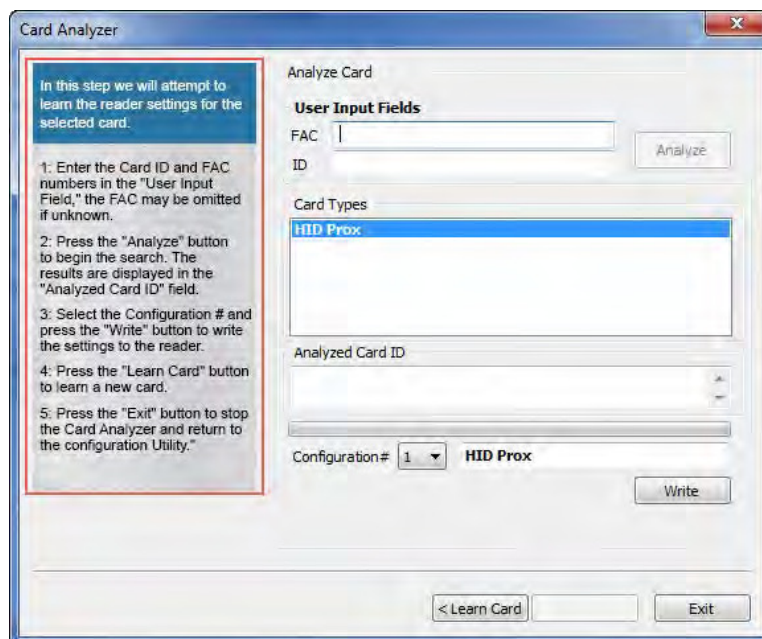 Card Analyzer
In this step we will attempt to
learn the reader settings for the
selected card.
1: Enter the Card ID and FAC
numbers in the "User Input
Field," the FAC may be omitted
if unknown.
2: Press the "Analyze" button
to begin the search. The
results are displayed in the
"Analyzed Card ID" field.
3: Select the Configuration # and
press the "Write" button to write
the settings to the reader.
4: Press the "Learn Card" button
to learn a new card.
5: Press the "Exit" button to stop
the Card Analyzer and return to
the configuration Utility."
Analyze Card
User Input Fields
FAC
ID
Analyze
Card Types
HID Prox
Analyzed Card ID
Configuration# 1 HID Prox
Write
< Learn Card Exit